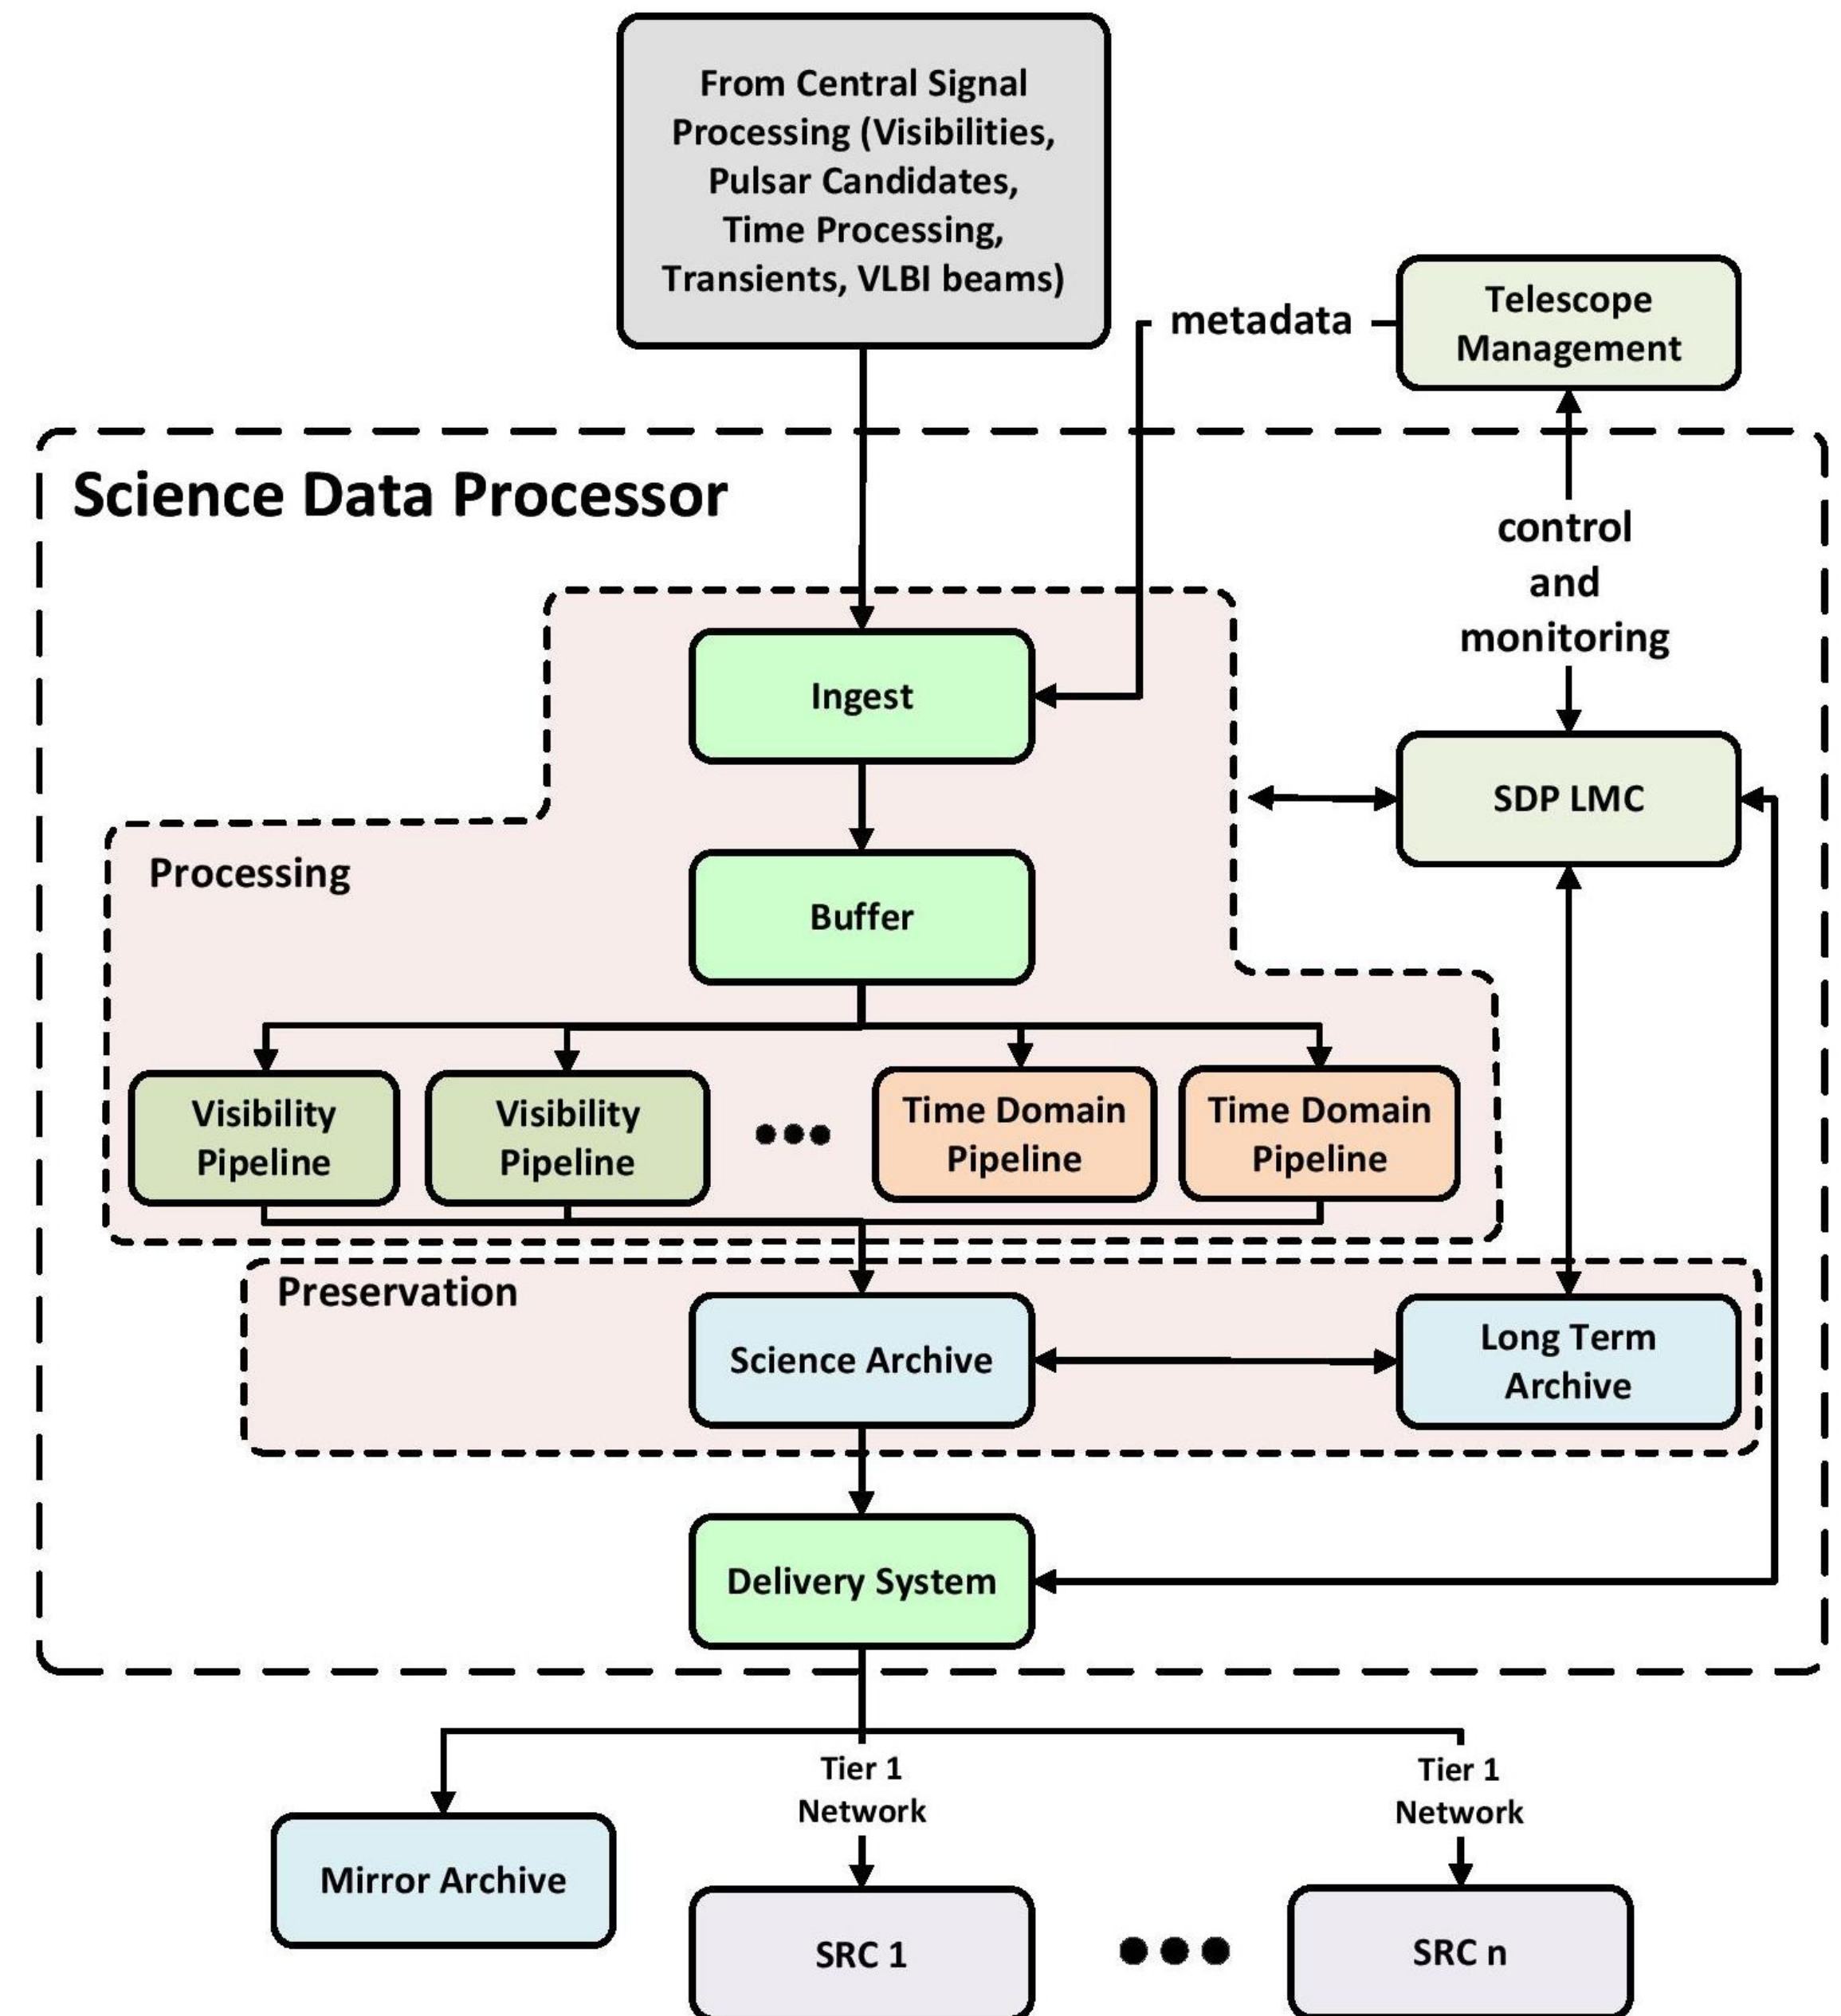 From Central Signal
Processing (Visibilities,
Pulsar Candidates,
Time Processing,
Transients, VLBI beams)
metadata
Telescope
Management
Science Data Processor
control
and
monitoring
Ingest
SDP LMC
Processing
Buffer
Visibility
Pipeline
Visibility
Pipeline
Time Domain
Pipeline
Time Domain
Pipeline
Preservation
Science Archive
Long Term
Archive
Delivery System
Tier 1
Network
Tier 1
Network
Mirror Archive
SRC 1
SRC n